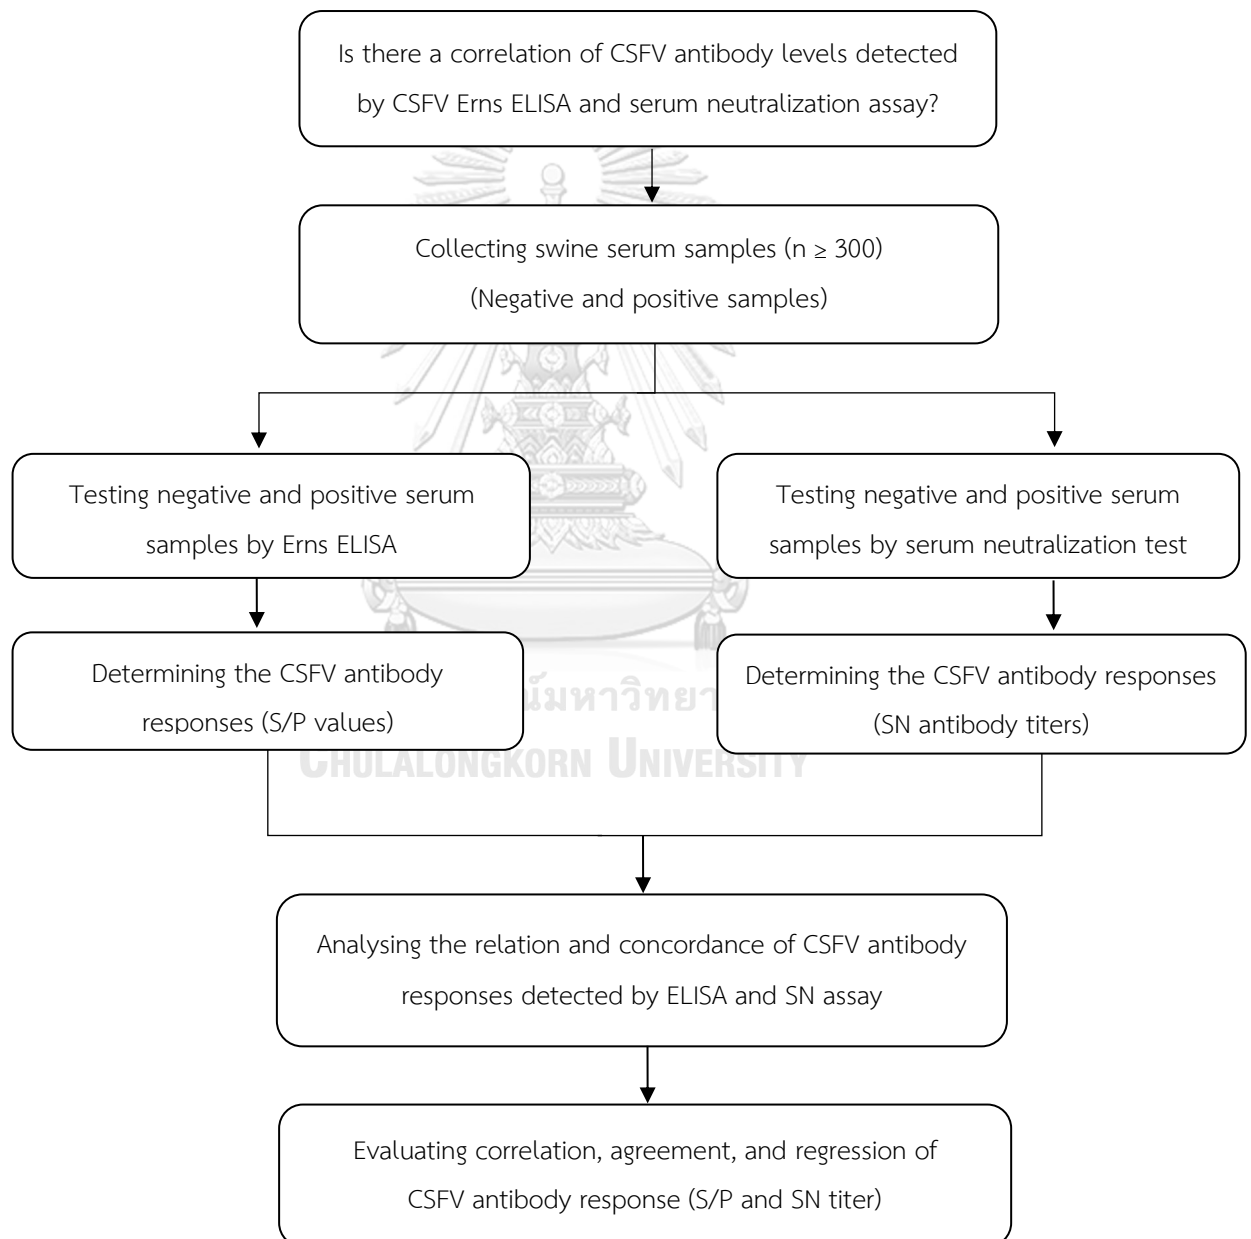 Is there a correlation of CSFV antibody levels detected
by CSFV Erns ELISA and serum neutralization assay?
Collecting swine serum samples (n ≥ 300)
(Negative and positive samples)
Testing negative and positive serum
samples by Erns ELISA
Testing negative and positive serum
samples by serum neutralization test
Determining the CSFV antibody
responses (S/P values)
Determining the CSFV antibody responses
(SN antibody titers)
CHULALONGKORN UNIVERSITY
Analysing the relation and concordance of CSFV antibody
responses detected by ELISA and SN assay
Evaluating correlation, agreement, and regression of
CSFV antibody response (S/P and SN titer)